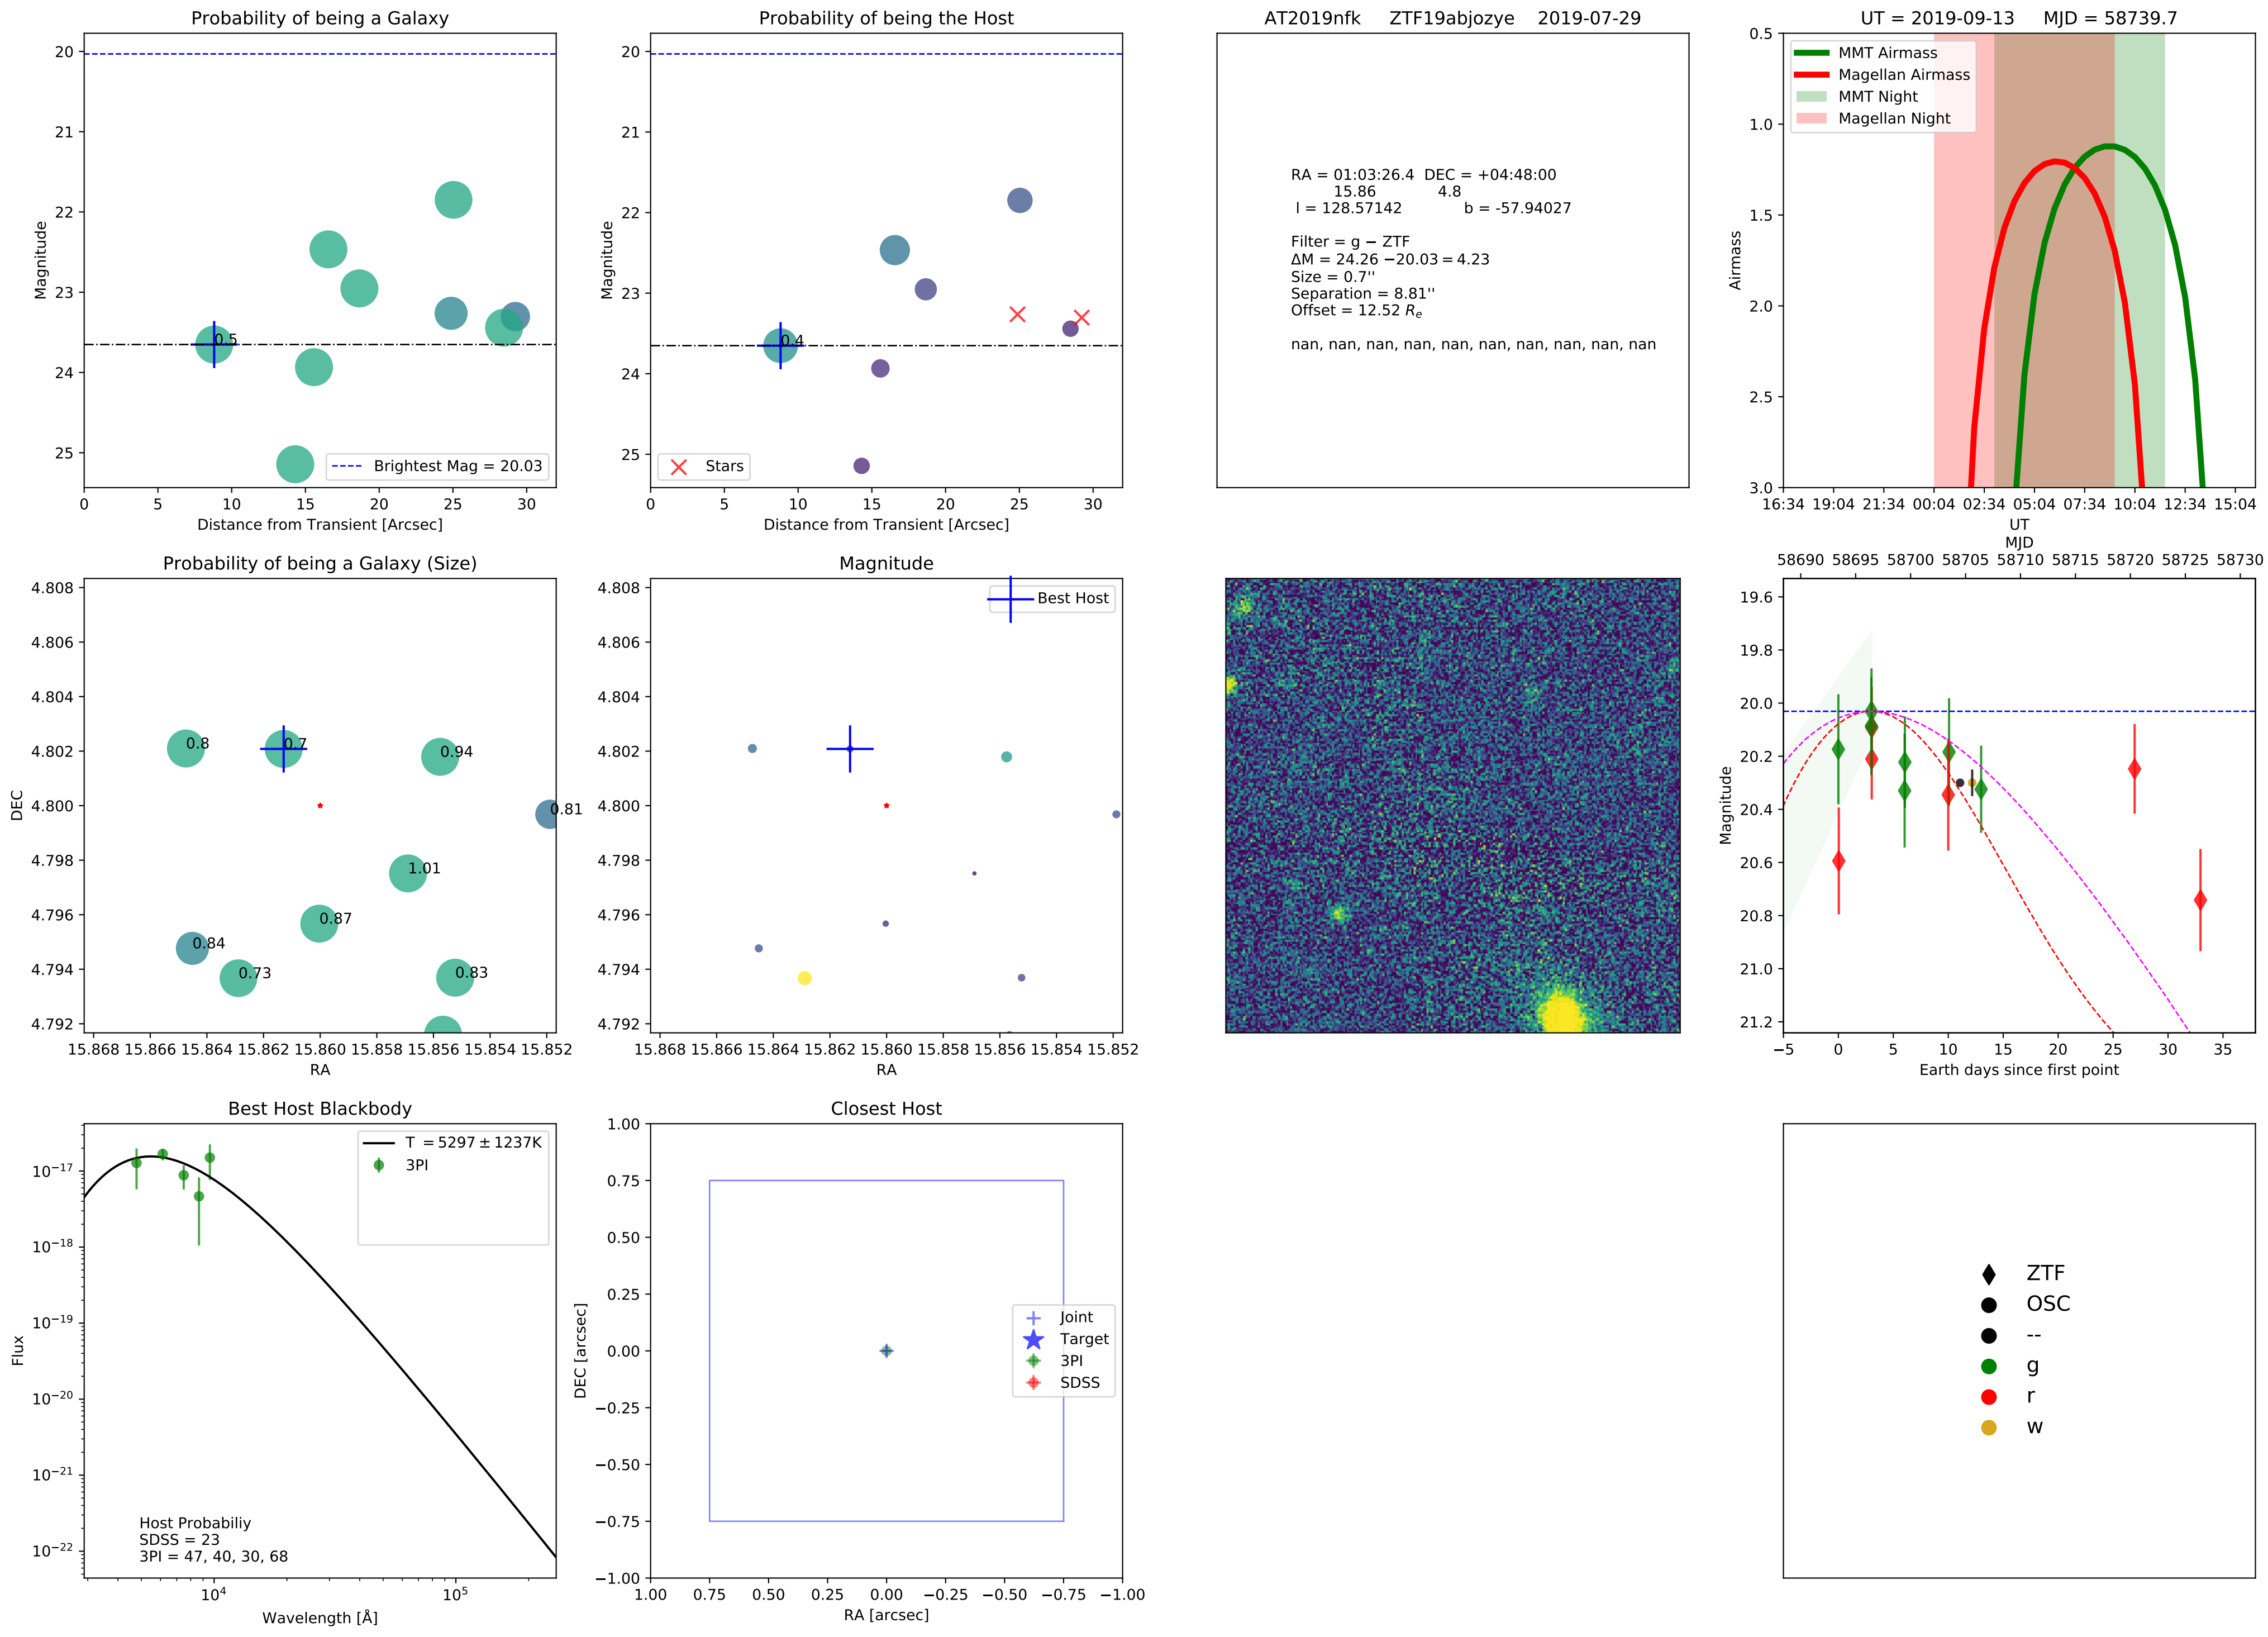 Probability of being a Galaxy
20
21
22
23
24
25
Magnitude
0.5
Brightest Mag = 20.03
0 5 10 15 20 25 30
Distance from Transient [Arcsec]
Probability of being the Host
20
21
22
23
24
25
Magnitude
0.4
Stars
0 5 10 15 20 25 30
Distance from Transient [Arcsec]
AT2019nfk ZTF19abjozye 2019-07-29
RA = 01:03:26.4 DEC = +04:48:00
15.86 4.8
l = 128.57142 b = -57.94027
Filter = g − ZTF
ΔM = 24.26 −20.03 = 4.23
Size = 0.7''
Separation = 8.81''
Offset = 12.52 Re
nan, nan, nan, nan, nan, nan, nan, nan, nan, nan
UT = 2019-09-13 MJD = 58739.7
MMT Airmass
Magellan Airmass
MMT Night
Magellan Night
0.5
1.0
1.5
2.0
2.5
3.0
Airmass
16:34 19:04 21:34 00:04 02:34 05:04 07:34 10:04 12:34 15:04
UT
Probability of being a Galaxy (Size)
4.808
4.806
4.804
4.802
4.800
4.798
4.796
4.794
4.792
DEC
0.8
0.7
0.94
0.81
1.01
0.87
0.84
0.73
0.83
15.868 15.866 15.864 15.862 15.860 15.858 15.856 15.854 15.852
RA
Magnitude
Best Host
4.808
4.806
4.804
4.802
4.800
4.798
4.796
4.794
4.792
15.868 15.866 15.864 15.862 15.860 15.858 15.856 15.854 15.852
RA
MJD
58690 58695 58700 58705 58710 58715 58720 58725 58730
19.6
19.8
20.0
20.2
20.4
20.6
20.8
21.0
21.2
Magnitude
−5 0 5 10 15 20 25 30 35
Earth days since first point
Best Host Blackbody
T = 5297 ± 1237K
3PI
10−17
10−18
10−19
10−20
10−21
10−22
Flux
Host Probabiliy
SDSS = 23
3PI = 47, 40, 30, 68
104 105
Wavelength [Å]
Closest Host
1.00
0.75
0.50
0.25
0.00
−0.25
−0.50
−0.75
−1.00
DEC [arcsec]
Joint
Target
3PI
SDSS
1.00 0.75 0.50 0.25 0.00 −0.25 −0.50 −0.75 −1.00
RA [arcsec]
ZTF
OSC
--
g
r
w